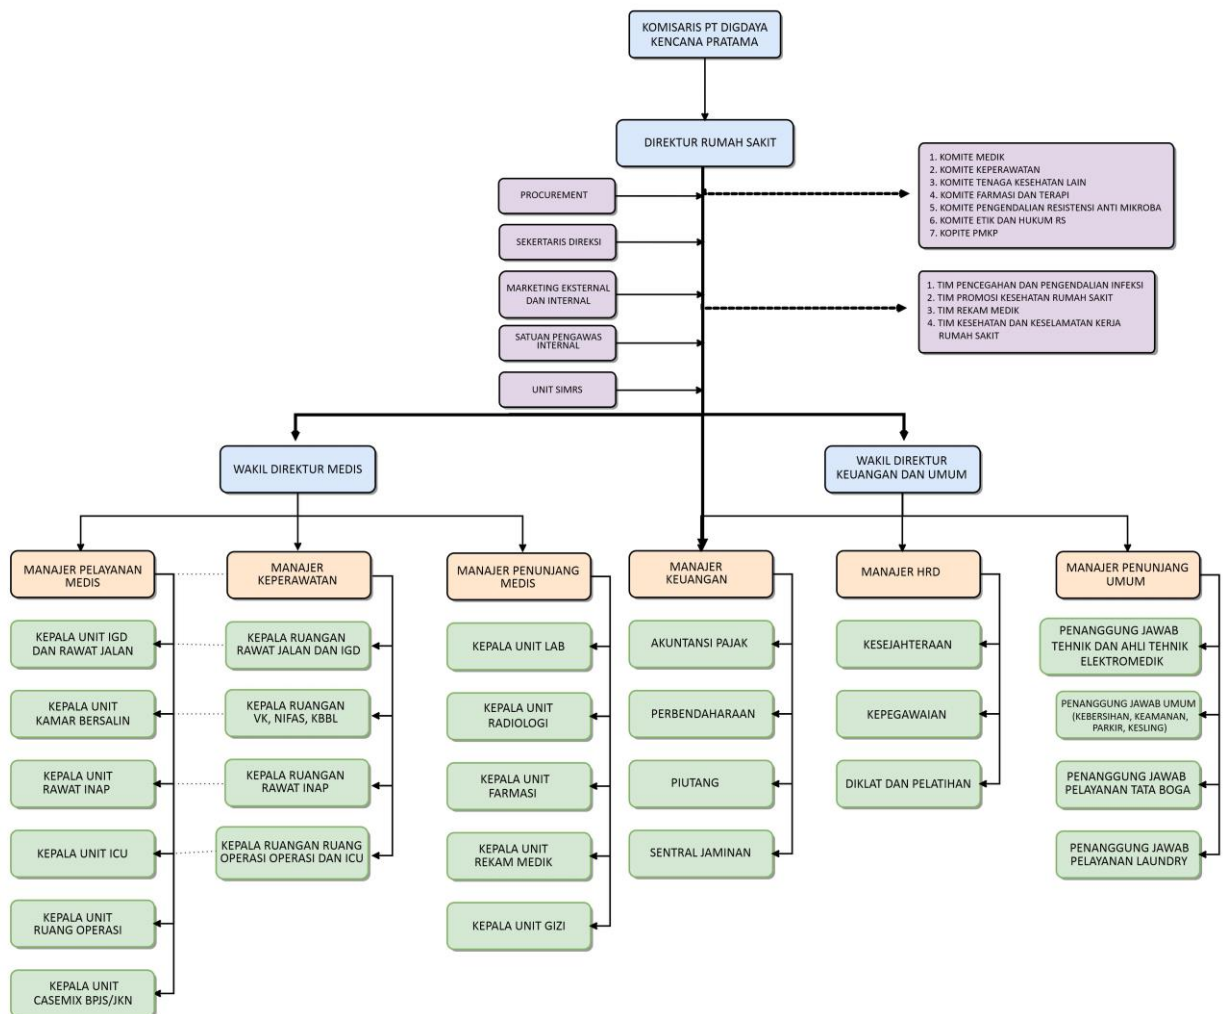 KOMISARIS PT DIGDAYA
KENCANA PRATAMA
DIREKTUR RUMAH SAKIT
1. KOMITE MEDIK
2. KOMITE KEPERAWATAN
3. KOMITE TENAGA KESEHATAN LAIN
4. KOMITE FARMASI DAN TERAPI
5. KOMITE PENGENDALIAN RESISTENSI ANTI MIKROBA
6. KOMITE ETIK DAN HUKUM RS
7. KOPITE PMKP
PROCUREMENT
SEKERTARIS DIREKSI
MARKETING EKSTERNAL
DAN INTERNAL
1. TIM PENCEGAHAN DAN PENGENDALIAN INFEKSI
2. TIM PROMOSI KESEHATAN RUMAH SAKIT
3. TIM REKAM MEDIK
4. TIM KESEHATAN DAN KESELAMATAN KERJA
RUMAH SAKIT
SATUAN PENGAWAS
INTERNAL
UNIT SIMRS
WAKIL DIREKTUR MEDIS
WAKIL DIREKTUR
KEUANGAN DAN UMUM
MANAJER PELAYANAN
MEDIS
KEPALA UNIT IGD
DAN RAWAT JALAN
KEPALA UNIT
KAMAR BERSALIN
KEPALA UNIT
RAWAT INAP
KEPALA UNIT ICU
KEPALA UNIT
RUANG OPERASI
KEPALA UNIT
CASEMIX BPJS/JKN
MANAJER
KEPERAWATAN
KEPALA RUANGAN
RAWAT JALAN DAN IGD
KEPALA RUANGAN
VK, NIFAS, KBBL
KEPALA RUANGAN
RAWAT INAP
KEPALA RUANGAN RUANG
OPERASI OPERASI DAN ICU
MANAJER PENUNJANG
MEDIS
KEPALA UNIT LAB
KEPALA UNIT
RADIOLOGI
KEPALA UNIT
FARMASI
KEPALA UNIT
REKAM MEDIK
KEPALA UNIT GIZI
MANAJER
KEUANGAN
AKUNTANSI PAJAK
PERBENDAHARAAN
PIUTANG
SENTRAL JAMINAN
MANAJER HRD
KESEJAHTERAAN
KEPEGAWAIAN
DIKLAT DAN PELATIHAN
MANAJER PENUNJANG
UMUM
PENANGGUNG JAWAB
TEHNIK DAN AHLI TEHNIK
ELEKTROMEDIK
PENANGGUNG JAWAB UMUM
(KEBERSIHAN, KEAMANAN,
PARKIR, KESLING)
PENANGGUNG JAWAB
PELAYANAN TATA BOGA
PENANGGUNG JAWAB
PELAYANAN LAUNDRY